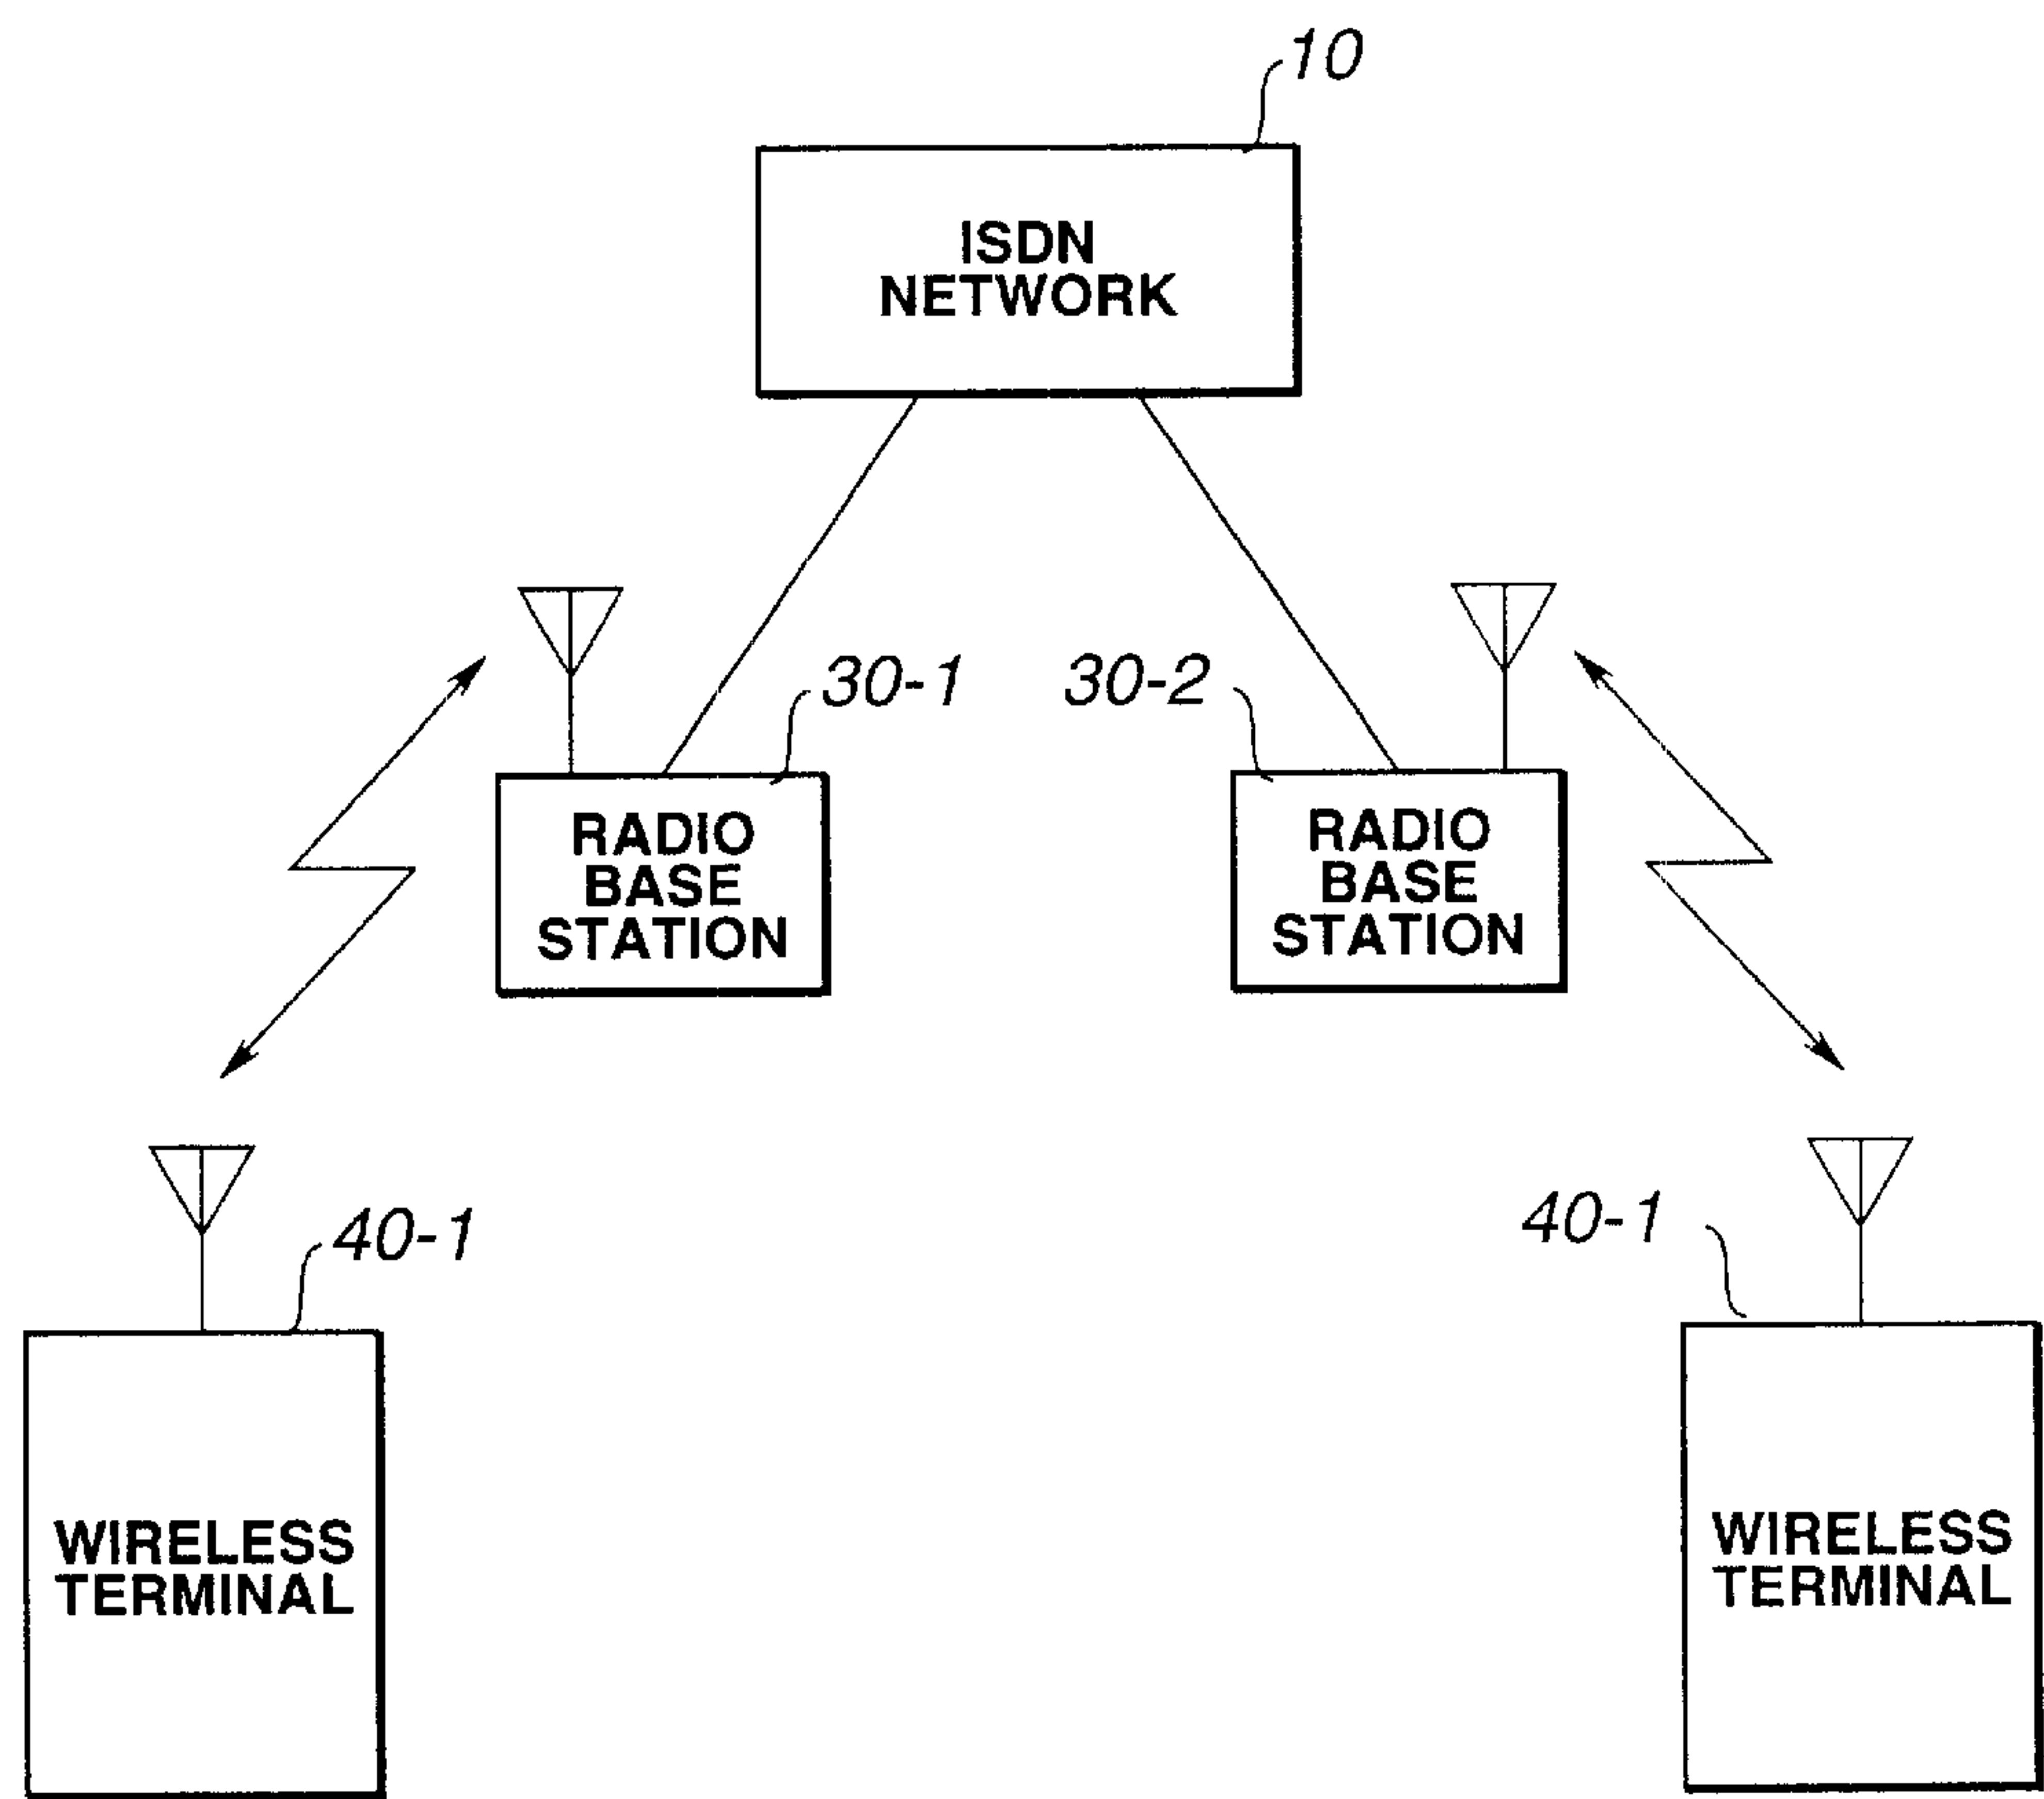 10
ISDN
NETWORK
30-1
30-2
RADIO
BASE
STATION
RADIO
BASE
STATION
40-1
40-1
WIRELESS
TERMINAL
WIRELESS
TERMINAL